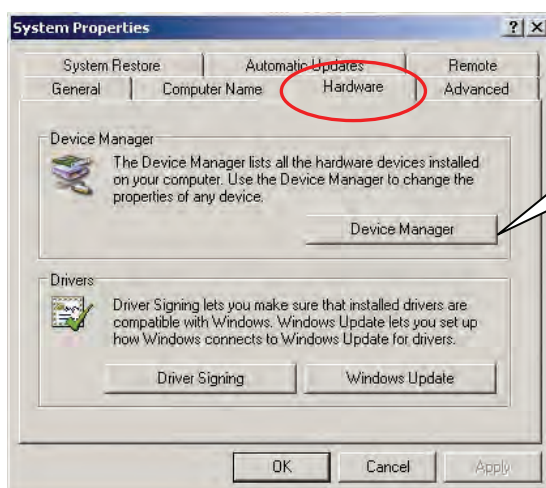 System Properties
System Restore Automatic Updates Remote
General Computer Name Hardware Advanced
Device Manager
The Device Manager lists all the hardware devices installed
on your computer. Use the Device Manager to change the
properties of any device.
Device Manager
Drivers
Driver Signing lets you make sure that installed drivers are
compatible with Windows. Windows Update lets you set up
how Windows connects to Windows Update for drivers.
Driver Signing Windows Update
OK Cancel Apply